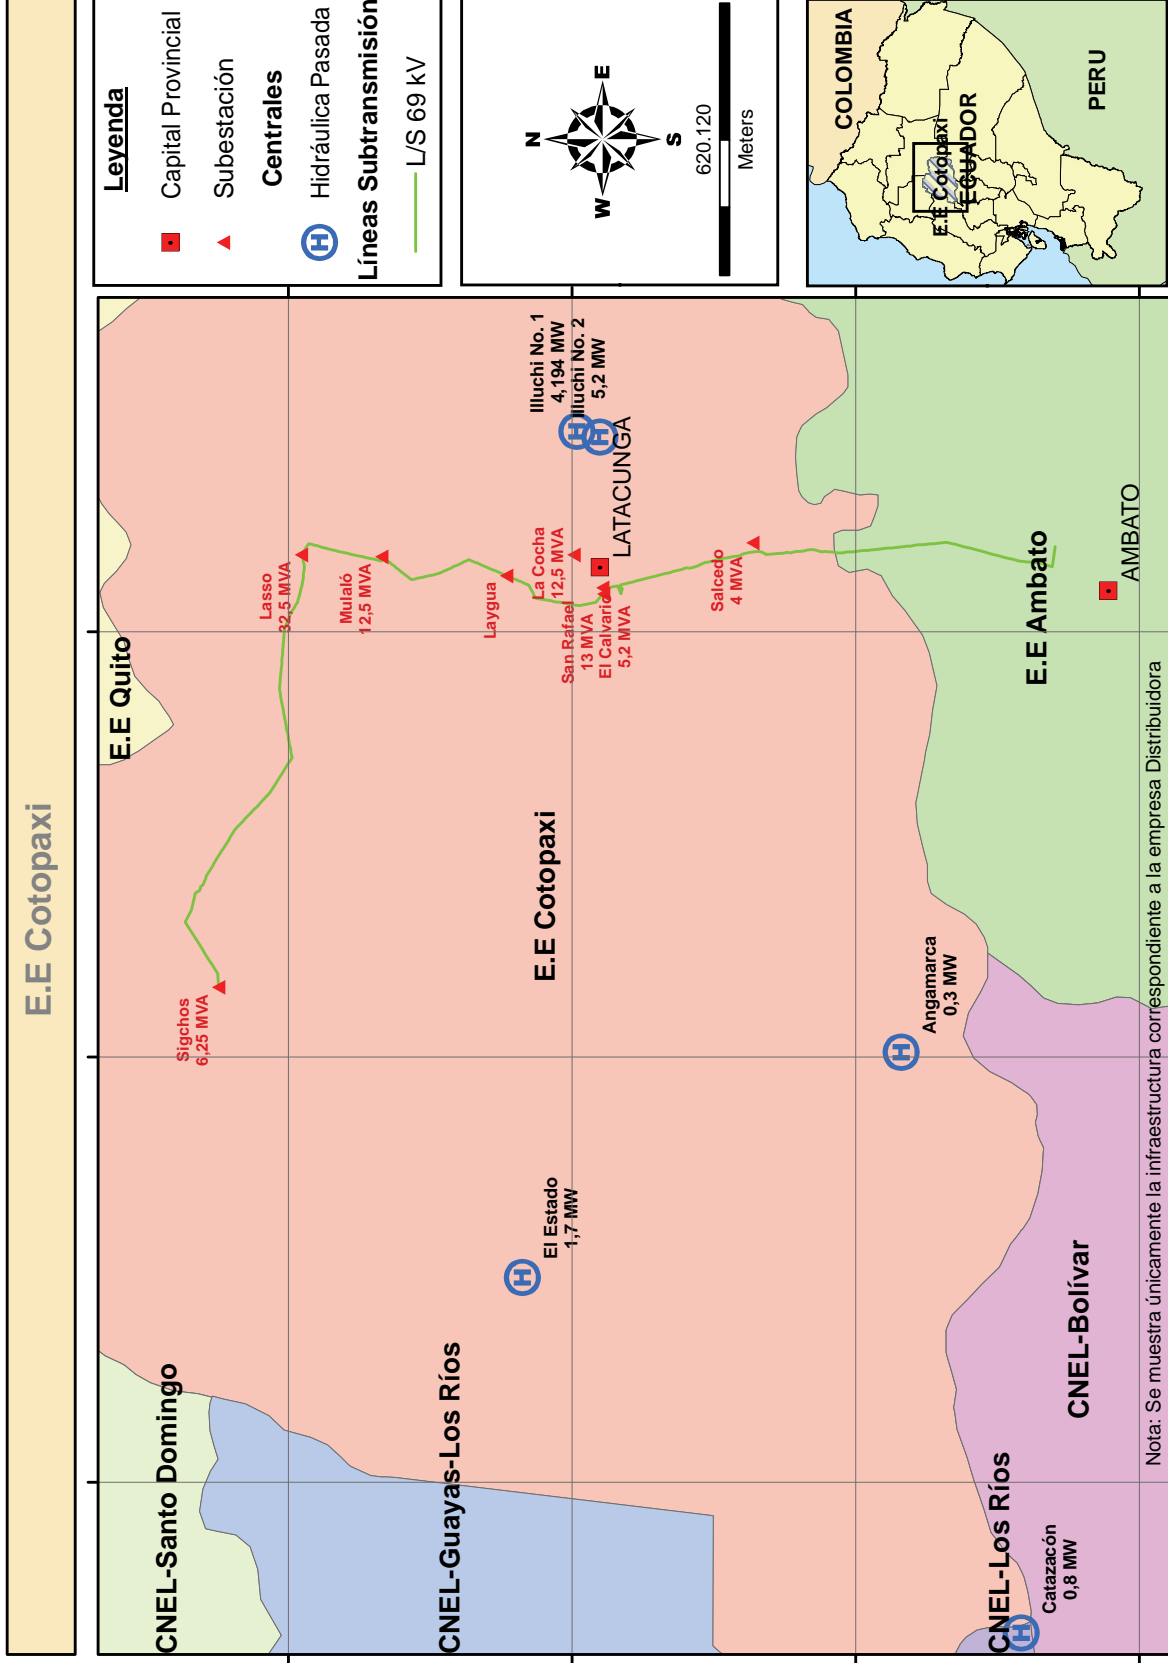 E.E Cotopaxi
CNEL-Santo Domingo
E.E Quito
Sigchos
6,25 MVA
Lasso
32,5 MVA
Mulaló
12,5 MVA
CNEL-Guayas-Los Ríos
Laygua
El Estado
1,7 MW
E.E Cotopaxi
La Cocha
12,5 MVA
San Rafael
13 MVA
El Calvario
5,2 MVA
Illuchi No. 1
4,194 MW
Illuchi No. 2
5,2 MW
LATACUNGA
Salcedo
4 MVA
Angamarca
0,3 MW
CNEL-Los Ríos
Catazacón
0,8 MW
CNEL-Bolívar
E.E Ambato
AMBATO
Nota: Se muestra únicamente la infraestructura correspondiente a la empresa Distribuidora
Leyenda
Capital Provincial
Subestación
Centrales
H Hidráulica Pasada
Líneas Subtransmisión
L/S 69 kV
N
W
E
S
620.120
Meters
COLOMBIA
E.E Cotopaxi
ECUADOR
PERU